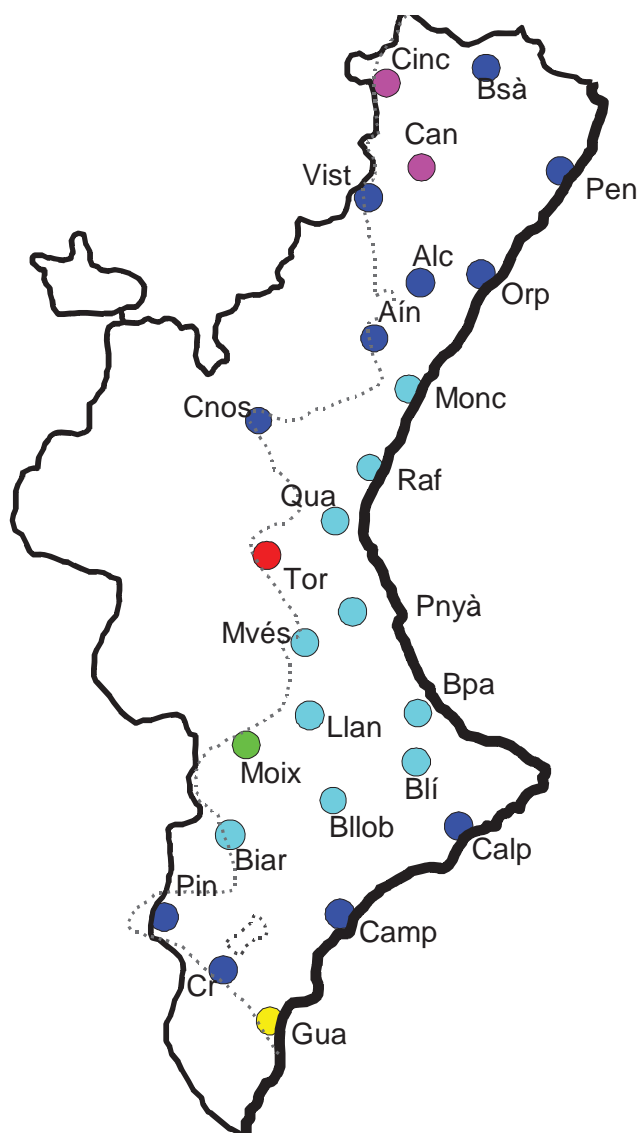 Cinc
Bsà
Can
Vist
Pen
Alc
Orp
Aín
Monc
Cnos
Raf
Qua
Tor
Pnyà
Mvés
Bpa
Llan
Moix
Blí
Bllob
Calp
Biar
Pin
Camp
Cr
Gua